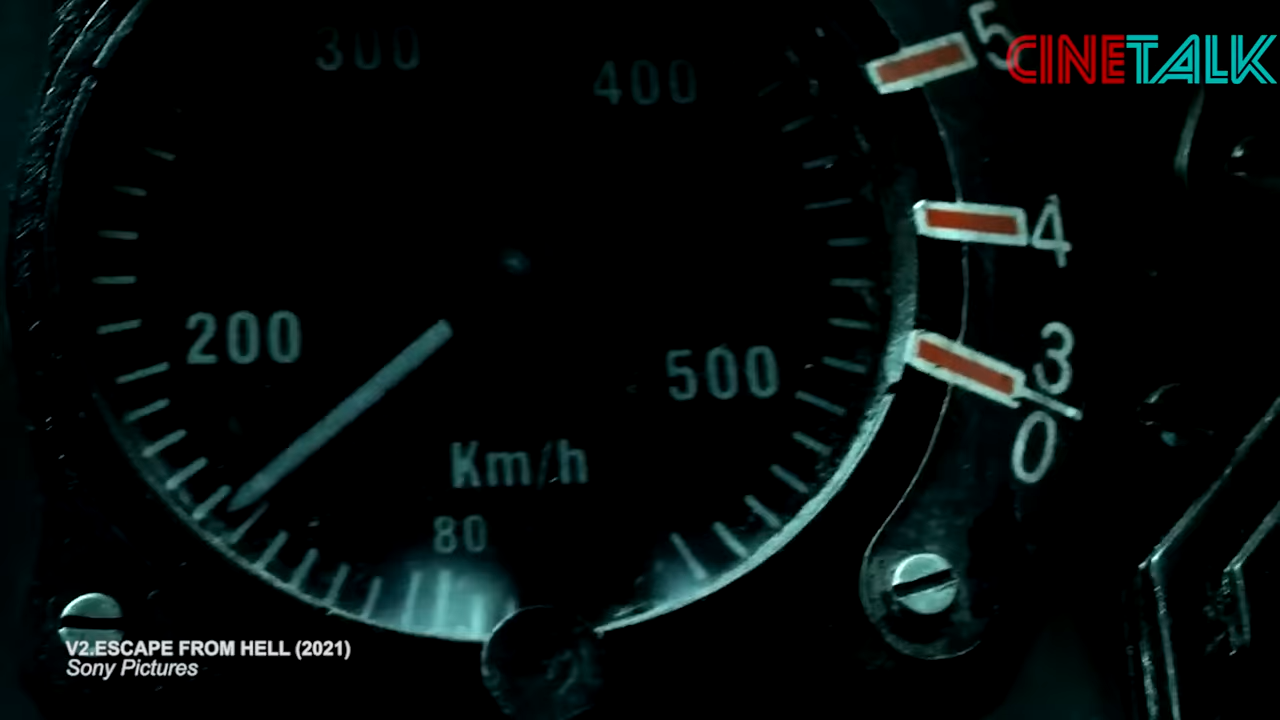 300
400
5
CINETALK
4
200
3
500
0
Km/h
80
V2.ESCAPE FROM HELL (2021)
Sony Pictures